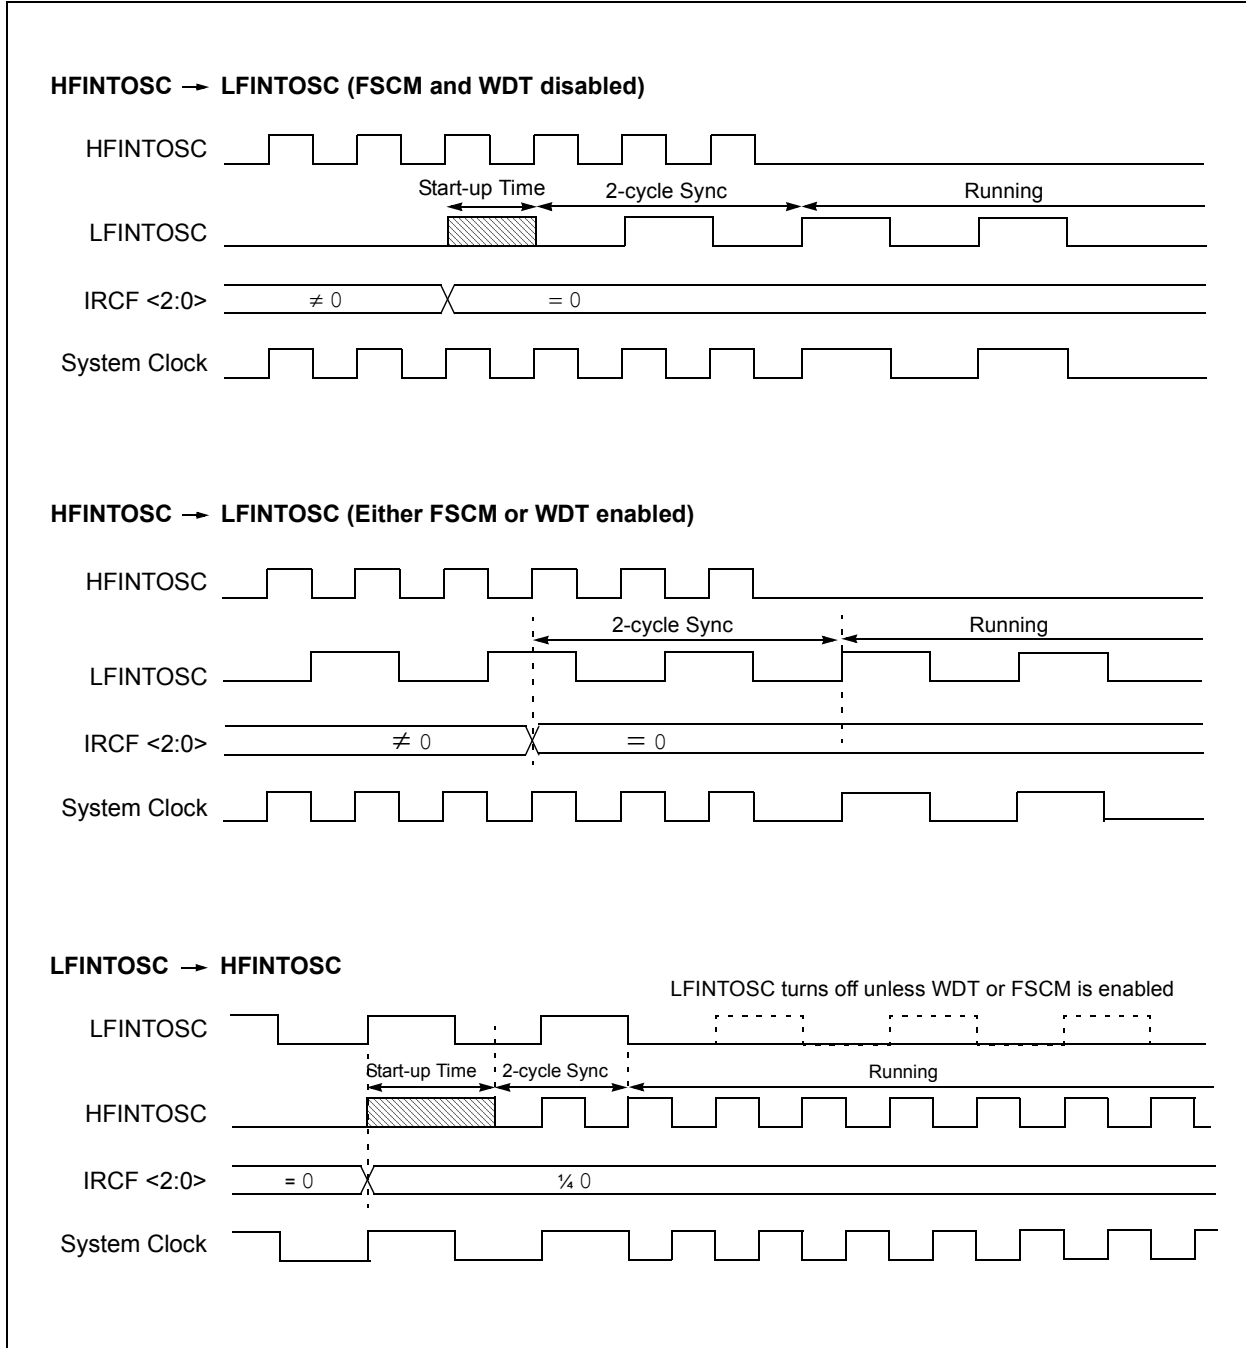 HFINTOSC → LFINTOSC (FSCM and WDT disabled)
HFINTOSC
Start-up Time 2-cycle Sync Running
LFINTOSC
IRCF <2:0> ≠ 0 = 0
System Clock
HFINTOSC → LFINTOSC (Either FSCM or WDT enabled)
HFINTOSC
2-cycle Sync Running
LFINTOSC
IRCF <2:0> ≠ 0 = 0
System Clock
LFINTOSC → HFINTOSC
LFINTOSC turns off unless WDT or FSCM is enabled
LFINTOSC
Start-up Time 2-cycle Sync Running
HFINTOSC
IRCF <2:0> = 0 ¼ 0
System Clock